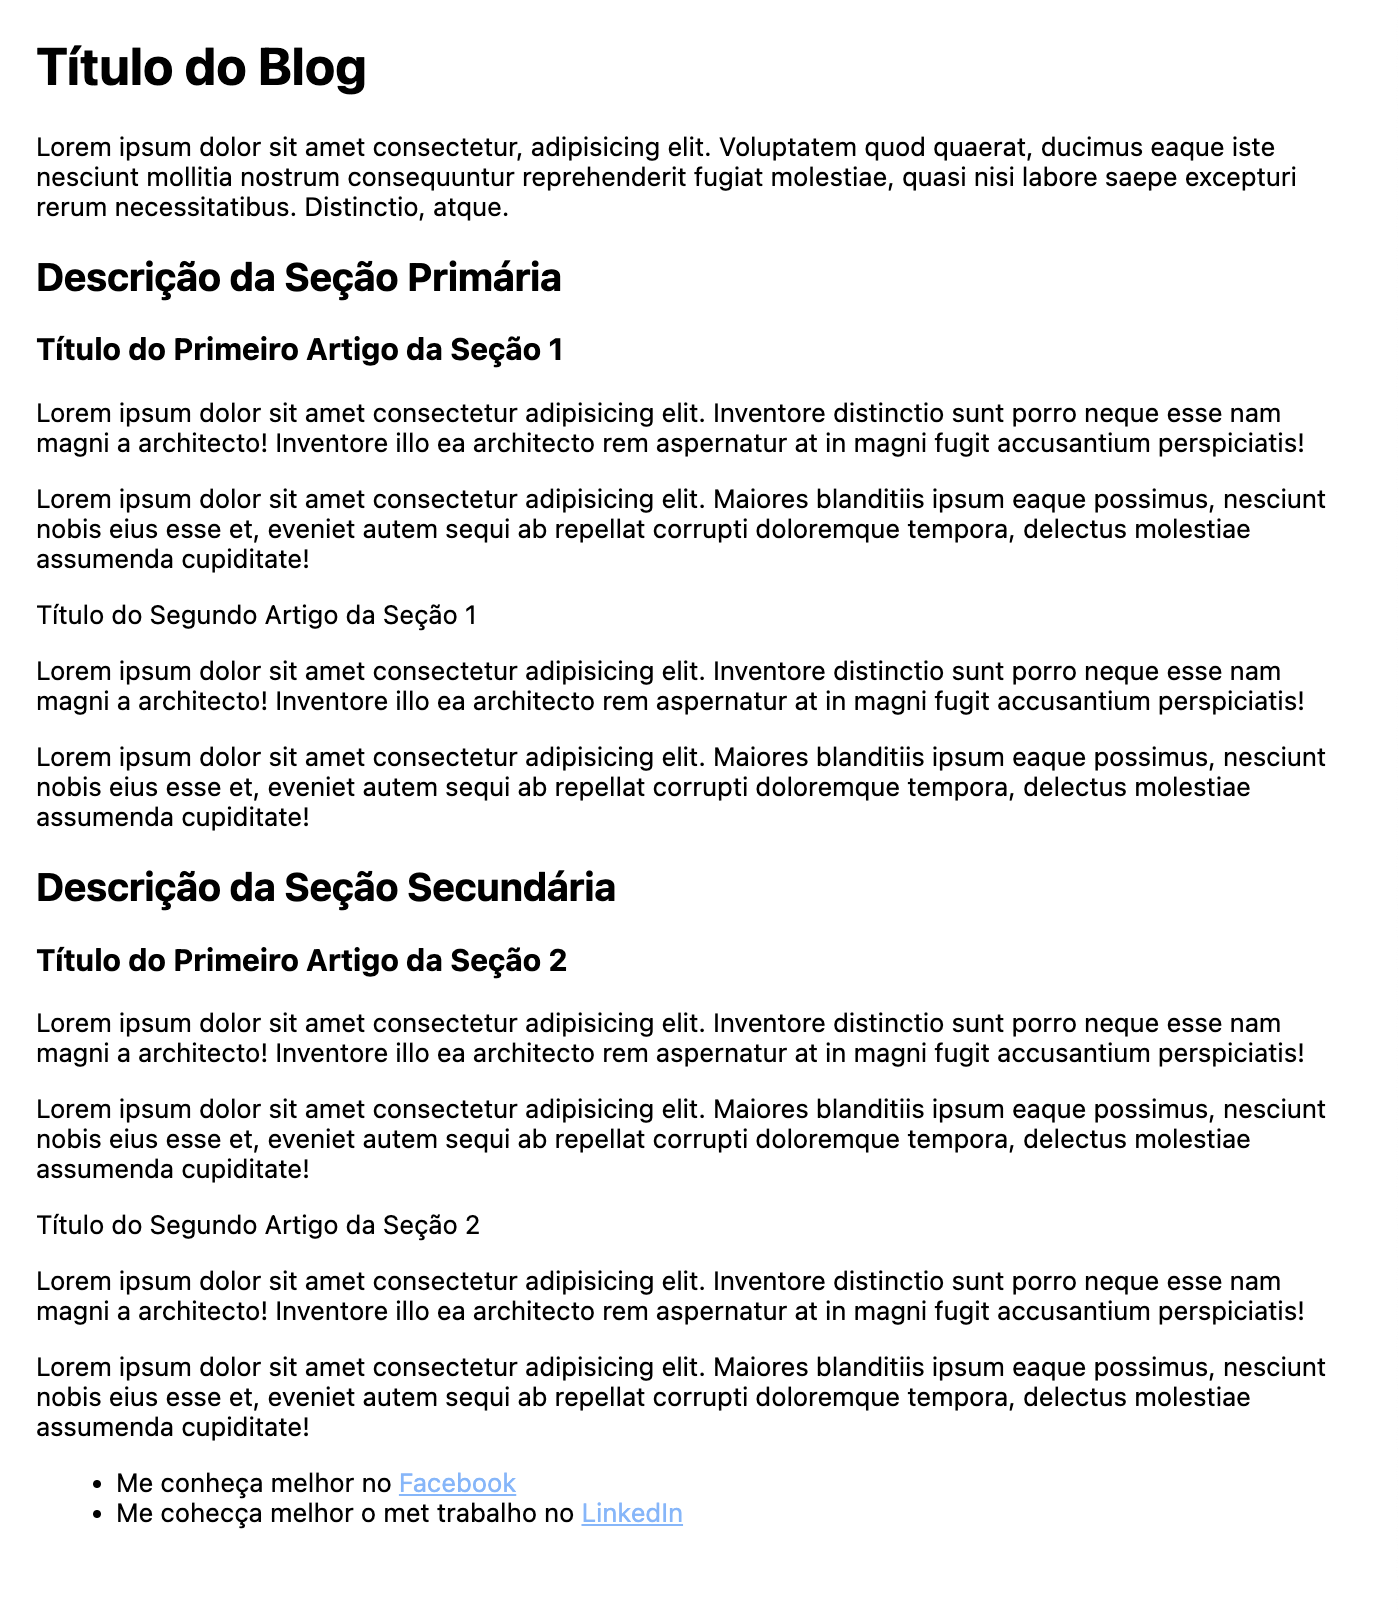 Título do Blog
Lorem ipsum dolor sit amet consectetur, adipisicing elit. Voluptatem quod quaerat, ducimus eaque iste
nesciunt mollitia nostrum consequuntur reprehenderit fugiat molestiae, quasi nisi labore saepe excepturi
rerum necessitatibus. Distinctio, atque.
Descrição da Seção Primária
Título do Primeiro Artigo da Seção 1
Lorem ipsum dolor sit amet consectetur adipisicing elit. Inventore distinctio sunt porro neque esse nam
magni a architecto! Inventore illo ea architecto rem aspernatur at in magni fugit accusantium perspiciatis!
Lorem ipsum dolor sit amet consectetur adipisicing elit. Maiores blanditiis ipsum eaque possimus, nesciunt
nobis eius esse et, eveniet autem sequi ab repellat corrupti doloremque tempora, delectus molestiae
assumenda cupiditate!
Título do Segundo Artigo da Seção 1
Lorem ipsum dolor sit amet consectetur adipisicing elit. Inventore distinctio sunt porro neque esse nam
magni a architecto! Inventore illo ea architecto rem aspernatur at in magni fugit accusantium perspiciatis!
Lorem ipsum dolor sit amet consectetur adipisicing elit. Maiores blanditiis ipsum eaque possimus, nesciunt
nobis eius esse et, eveniet autem sequi ab repellat corrupti doloremque tempora, delectus molestiae
assumenda cupiditate!
Descrição da Seção Secundária
Título do Primeiro Artigo da Seção 2
Lorem ipsum dolor sit amet consectetur adipisicing elit. Inventore distinctio sunt porro neque esse nam
magni a architecto! Inventore illo ea architecto rem aspernatur at in magni fugit accusantium perspiciatis!
Lorem ipsum dolor sit amet consectetur adipisicing elit. Maiores blanditiis ipsum eaque possimus, nesciunt
nobis eius esse et, eveniet autem sequi ab repellat corrupti doloremque tempora, delectus molestiae
assumenda cupiditate!
Título do Segundo Artigo da Seção 2
Lorem ipsum dolor sit amet consectetur adipisicing elit. Inventore distinctio sunt porro neque esse nam
magni a architecto! Inventore illo ea architecto rem aspernatur at in magni fugit accusantium perspiciatis!
Lorem ipsum dolor sit amet consectetur adipisicing elit. Maiores blanditiis ipsum eaque possimus, nesciunt
nobis eius esse et, eveniet autem sequi ab repellat corrupti doloremque tempora, delectus molestiae
assumenda cupiditate!
• Me conheça melhor no Facebook
• Me cohecça melhor o met trabalho no LinkedIn